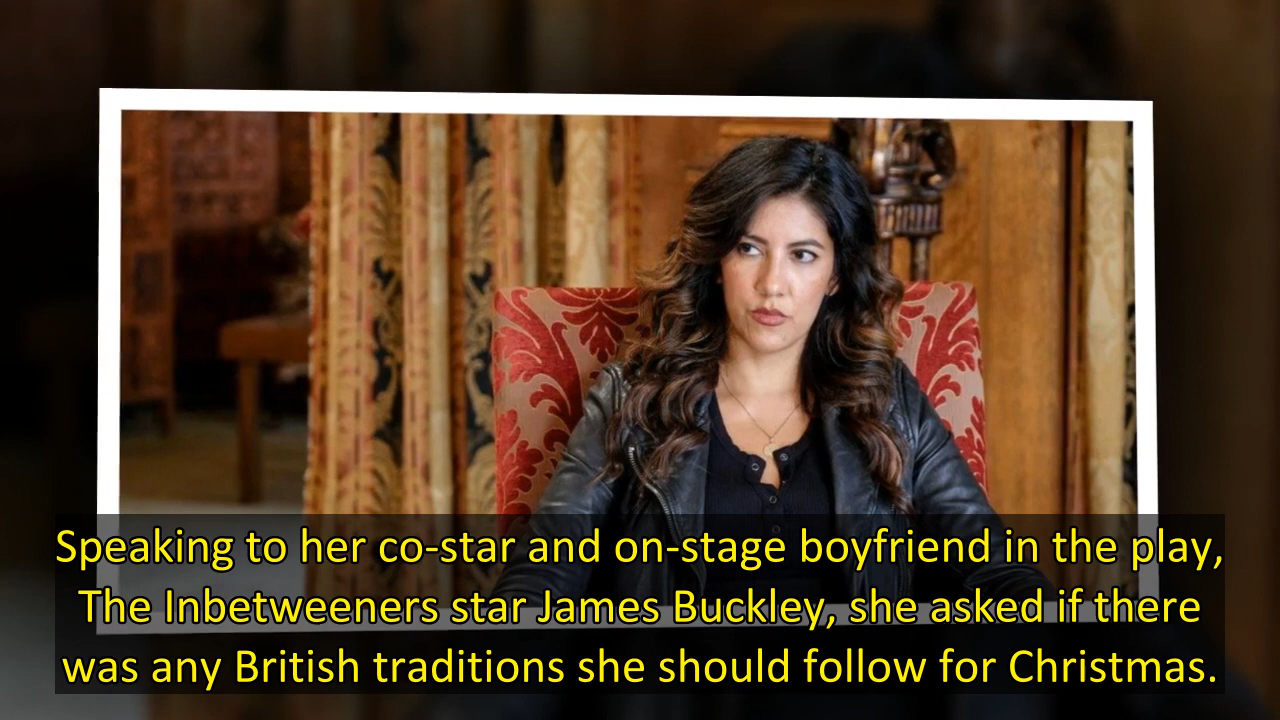 Speaking to her co-star and on-stage boyfriend in the play,
The Inbetweeners star James Buckley, she asked if there
was any British traditions she should follow for Christmas.